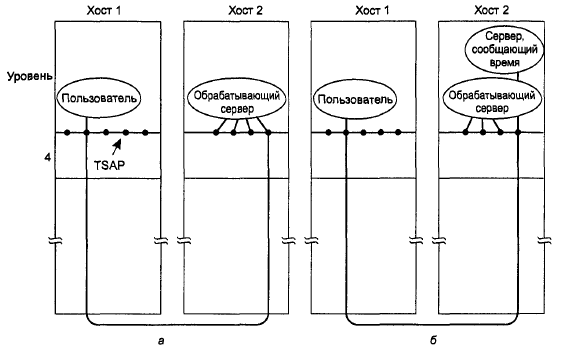 Хост 1
Хост 2
Хост 1
Хост 2
Сервер,
сообщающий
время
Уровень
Пользователь
Обрабатывающий
сервер
Пользователь
Обрабатывающий
сервер
4
TSAP
а
б